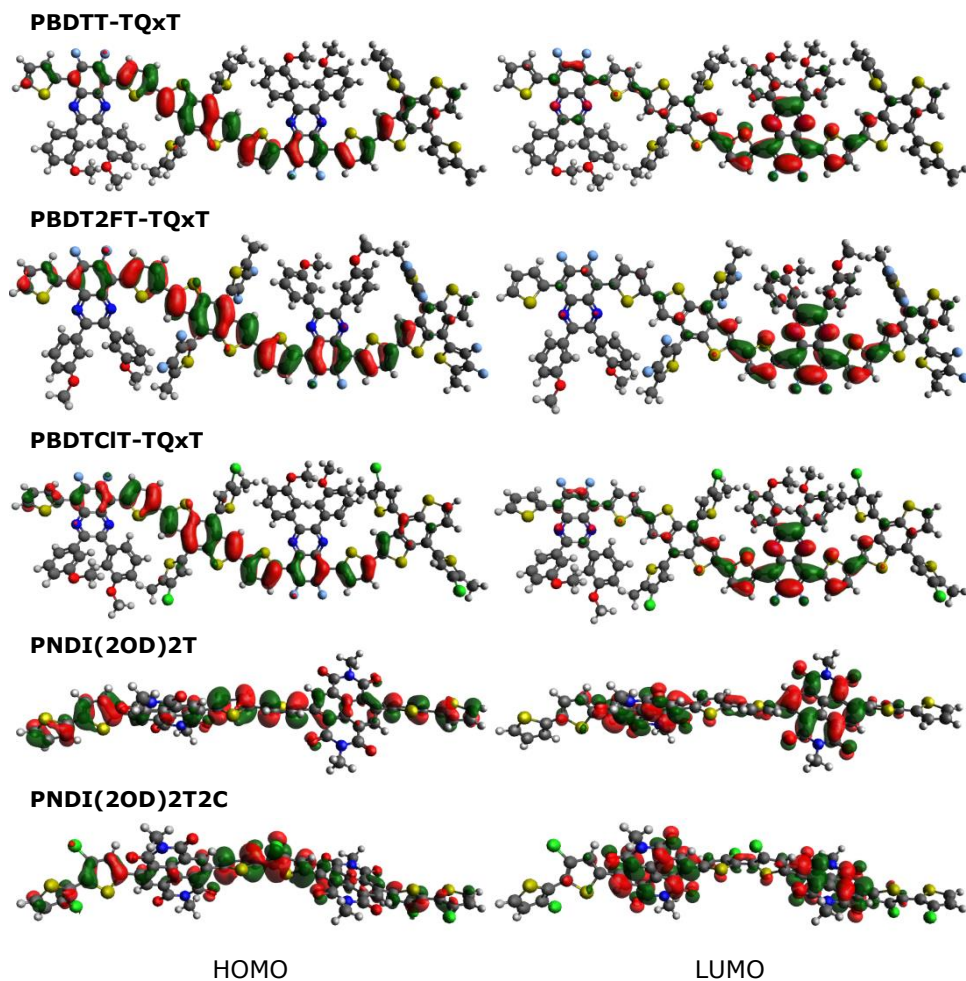 PBDTT-TQxT
PBDT2FT-TQxT
PBDTClT-TQxT
PNDI(2OD)2T
PNDI(2OD)2T2C
HOMO LUMO